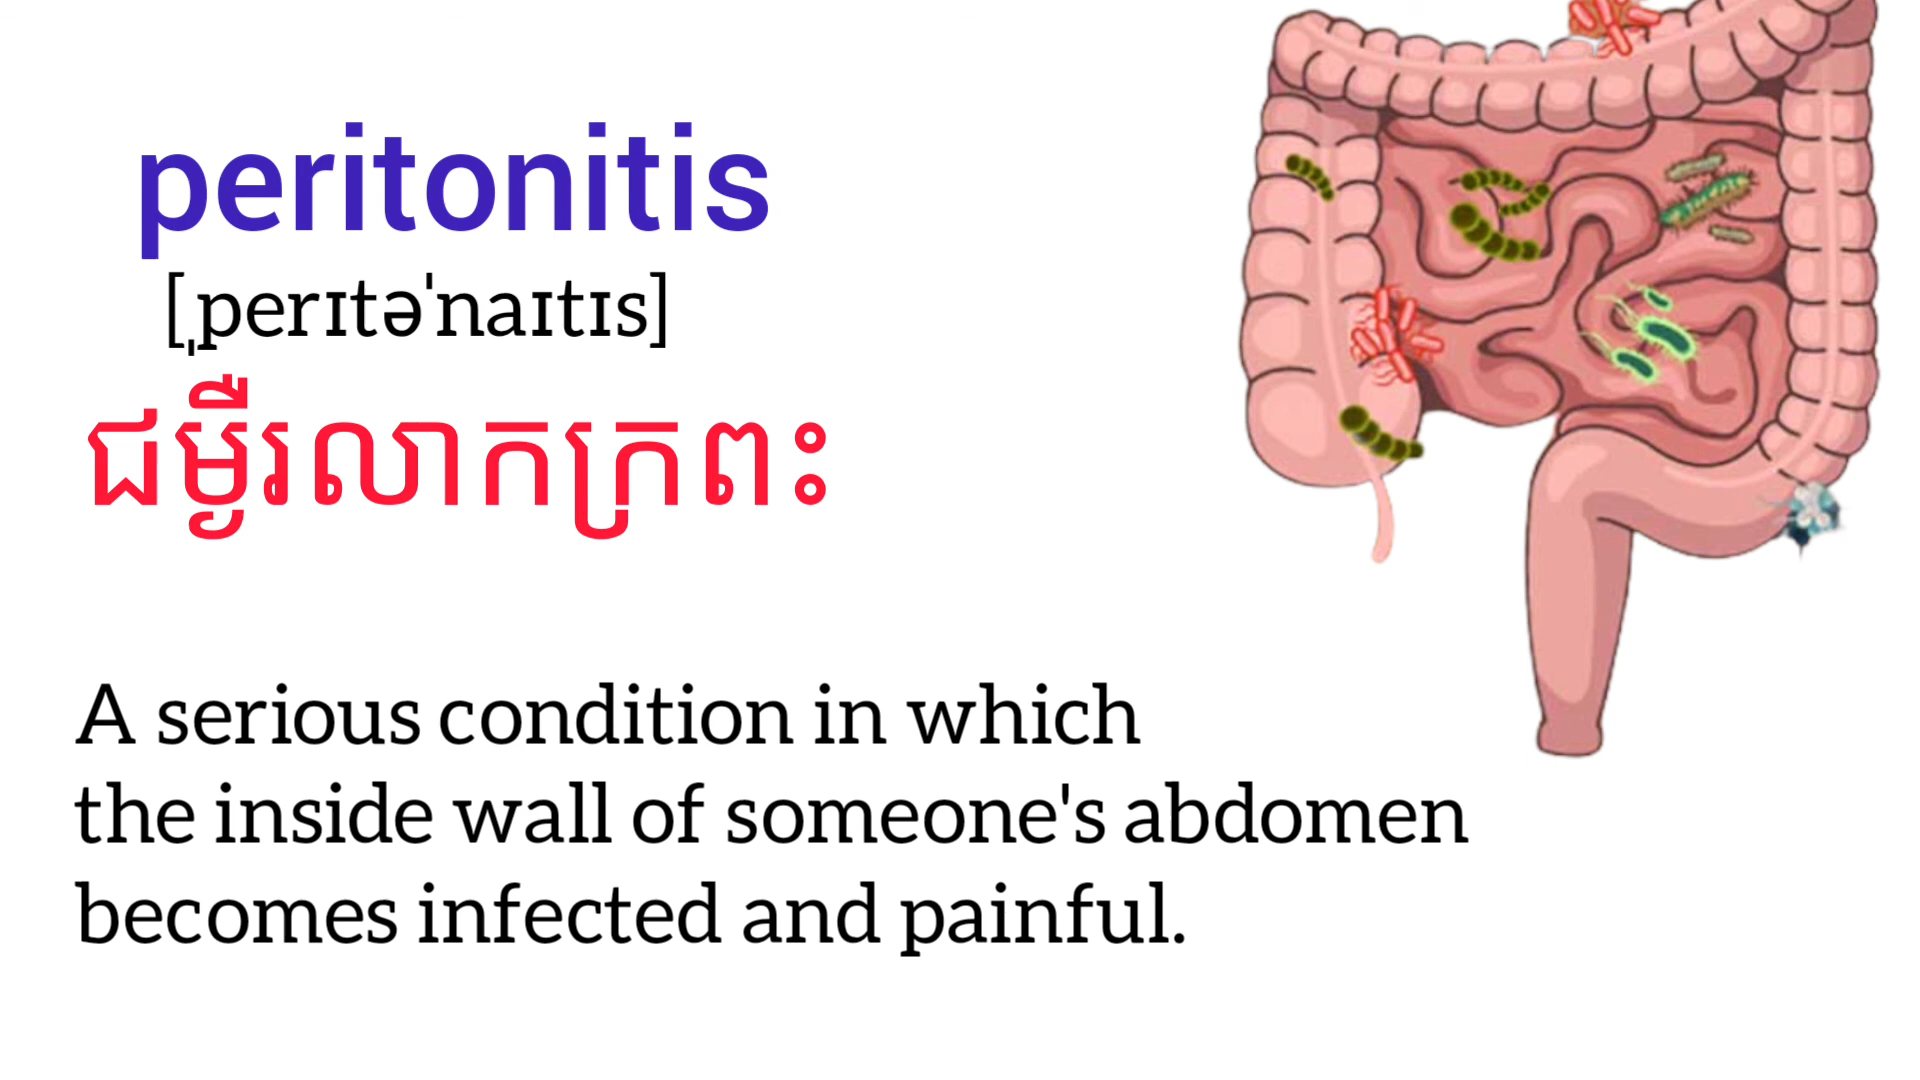 peritonitis
[ˌperɪtəˈnaɪtɪs]
ជម្ងឺរលាកក្រពះ
A serious condition in which
the inside wall of someone's abdomen
becomes infected and painful.